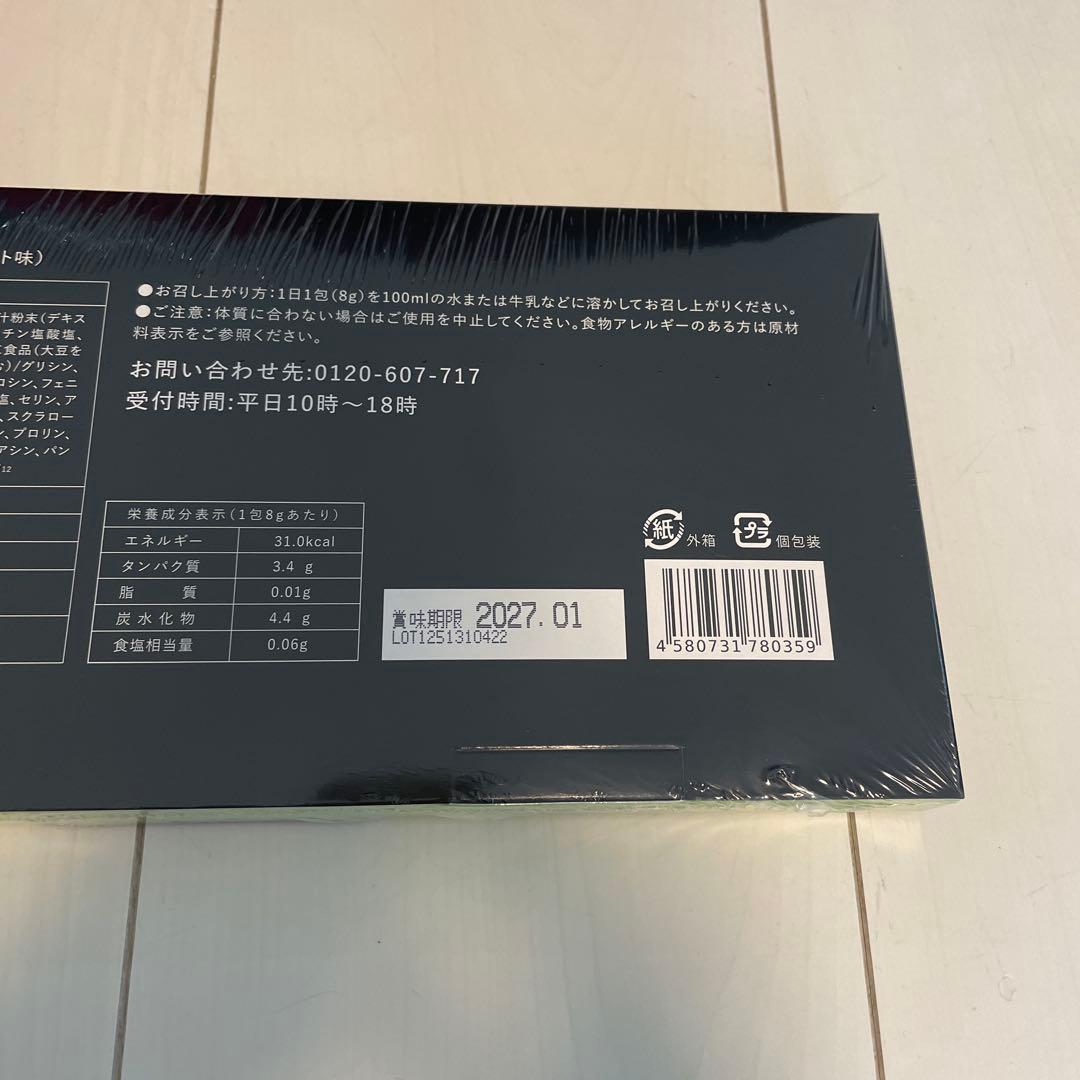 ト味）
汁粉末（デキス
チン塩酸塩、
食品（大豆を
む）/グリシン、
ロシン、フェニ
塩、セリン、ア
、スクラロー
ン、プロリン、
アシン、パン
12
●お召し上がり方：1日1包（8g）を100mlの水または牛乳などに溶かしてお召し上がりください。
●ご注意：体質に合わない場合はご使用を中止してください。食物アレルギーのある方は原材
料表示をご参照ください。
お問い合わせ先:0120-607-717
受付時間:平日10時～18時
栄養成分表示（1包8gあたり）
エネルギー 31.0kcal
タンパク質 3.4 g
脂 質 0.01g
炭水化物 4.4 g
食塩相当量 0.06g
賞味期限 2027.01
LOT1251310422
紙 外箱 プラ 個包装
4 580731 780359